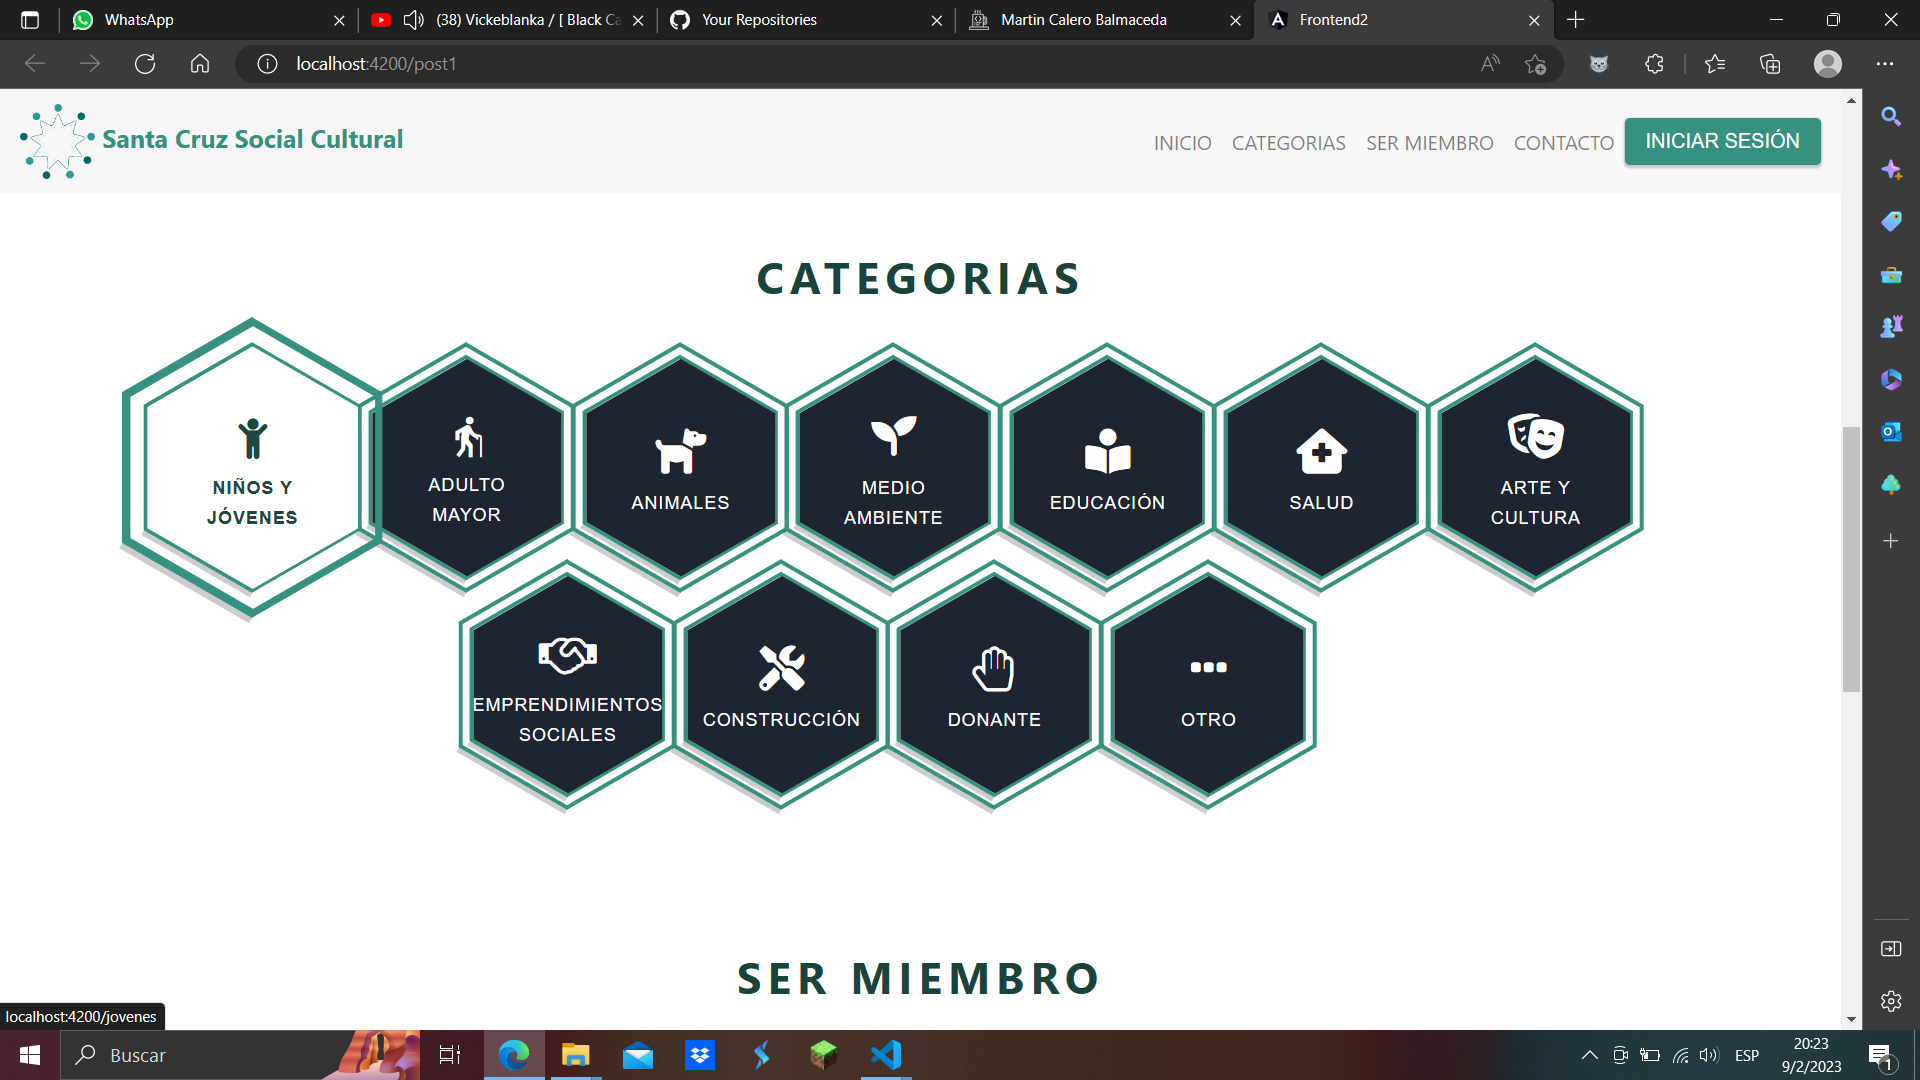 WhatsApp
(38) Vickeblanka / [ Black Ca
Your Repositories
Martin Calero Balmaceda
Frontend2
localhost:4200/post1
Santa Cruz Social Cultural
INICIO
CATEGORIAS
SER MIEMBRO
CONTACTO
INICIAR SESIÓN
CATEGORIAS
NIÑOS Y
JÓVENES
ADULTO
MAYOR
ANIMALES
MEDIO
AMBIENTE
EDUCACIÓN
SALUD
ARTE Y
CULTURA
EMPRENDIMIENTOS
SOCIALES
CONSTRUCCIÓN
DONANTE
OTRO
SER MIEMBRO
localhost:4200/jovenes
Buscar
ESP
20:23
9/2/2023
1